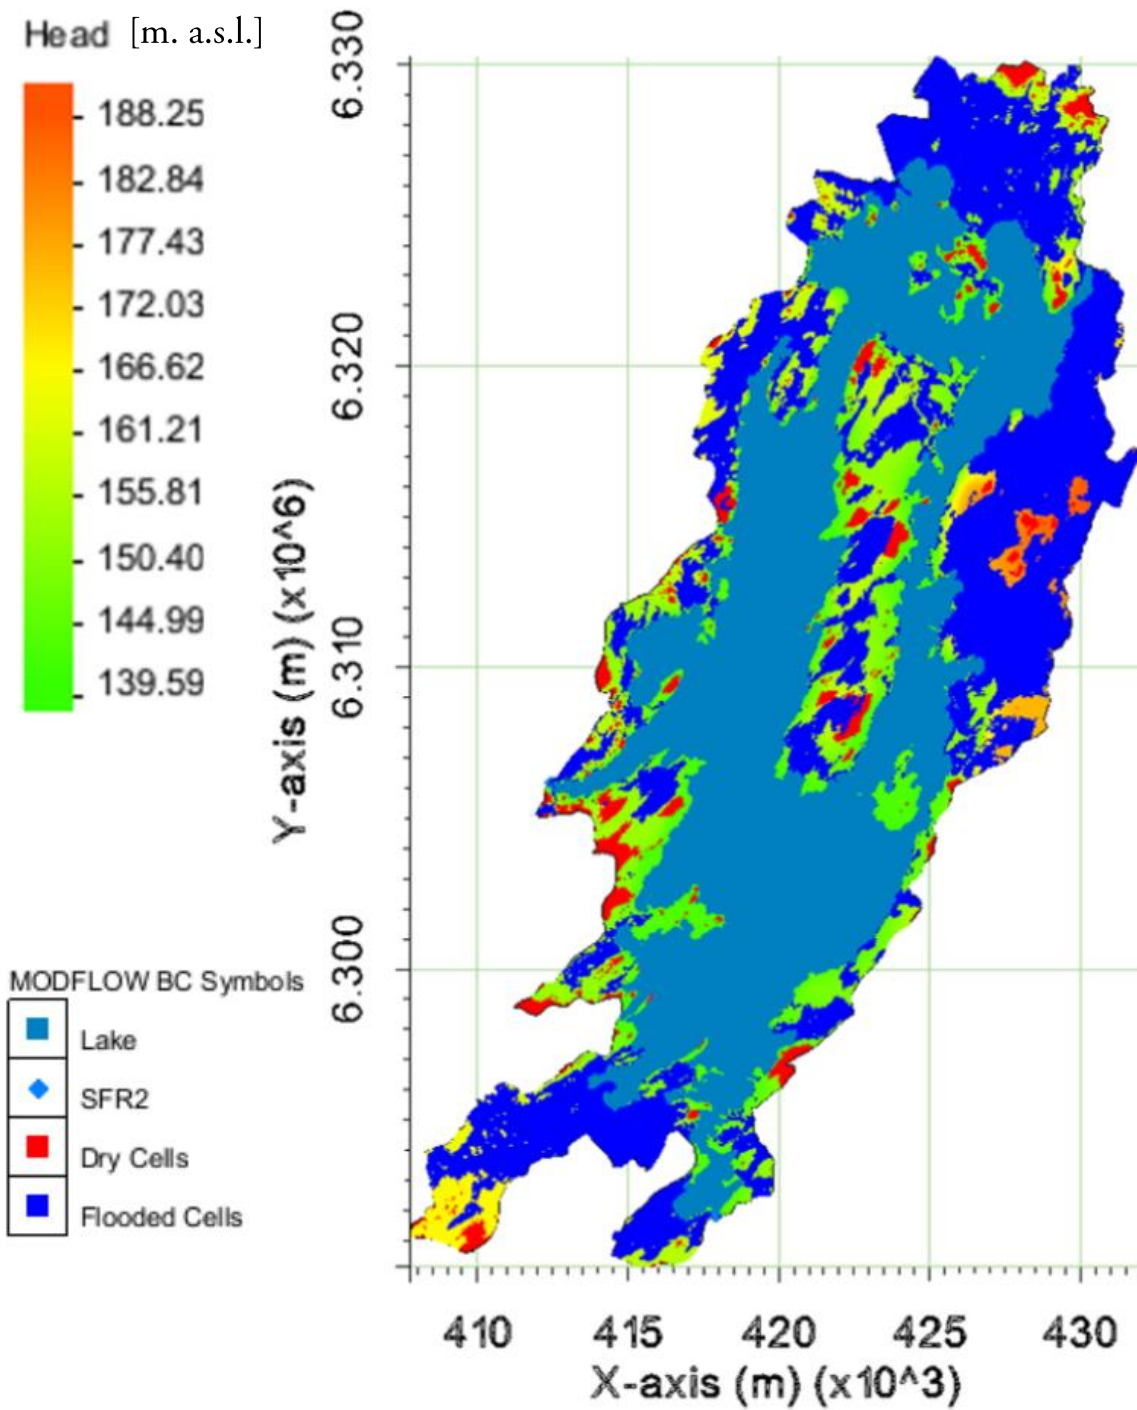 Head [m. a.s.l.]
188.25
182.84
177.43
172.03
166.62
161.21
155.81
150.40
144.99
139.59
MODFLOW BC Symbols
Lake
SFR2
Dry Cells
Flooded Cells
Y-axis (m) (x10^6)
6.330
6.320
6.310
6.300
410 415 420 425 430
X-axis (m) (x10^3)